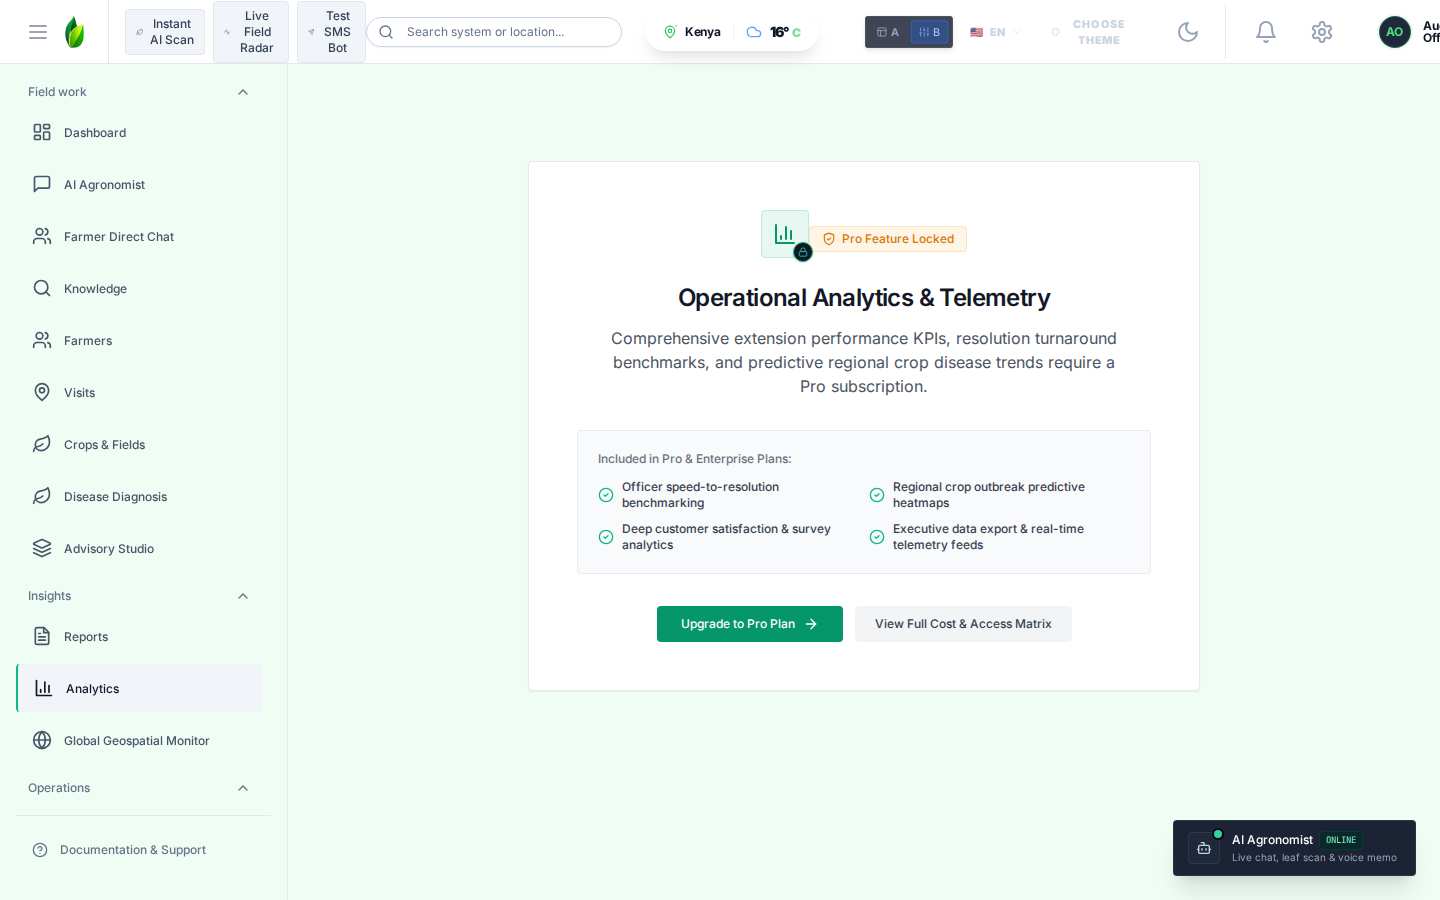 Instant
AI Scan
Live
Field
Radar
Test
SMS
Bot
Search system or location...
Kenya
16° C
A
B
EN
CHOOSE
THEME
AO
Field work
Dashboard
AI Agronomist
Farmer Direct Chat
Knowledge
Farmers
Visits
Crops & Fields
Disease Diagnosis
Advisory Studio
Insights
Reports
Analytics
Global Geospatial Monitor
Operations
Documentation & Support
Pro Feature Locked
Operational Analytics & Telemetry
Comprehensive extension performance KPIs, resolution turnaround
benchmarks, and predictive regional crop disease trends require a
Pro subscription.
Included in Pro & Enterprise Plans:
Officer speed-to-resolution
benchmarking
Regional crop outbreak predictive
heatmaps
Deep customer satisfaction & survey
analytics
Executive data export & real-time
telemetry feeds
Upgrade to Pro Plan
View Full Cost & Access Matrix
AI Agronomist ONLINE
Live chat, leaf scan & voice memo